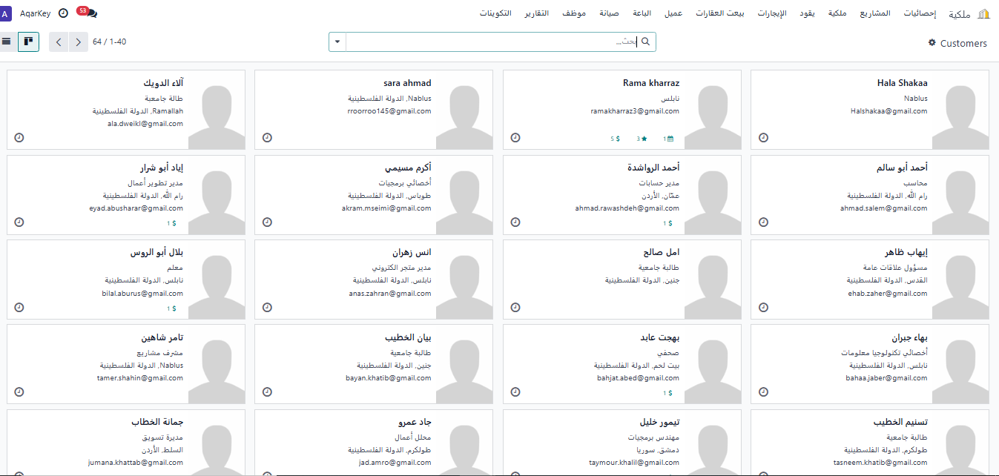 ملكية
إحصائيات
المشاريع
ملكية
يقود
الإيجارات
بيعت العقارات
عميل
الباعة
صيانة
موظف
التقارير
التكوينات
53
AqarKey
A
Customers
بحث...
64 / 1-40
Hala Shakaa
Nablus
Halshakaa@gmail.com
Rama kharraz
نابلس
ramakharraz3@gmail.com
1
3
5 $
sara ahmad
Nablus, الدولة الفلسطينية
rroorroo145@gmail.com
آلاء الدويك
طالة جامعية
Ramallah, الدولة الفلسطينية
ala.dweikl@gmail.com
أحمد أبو سالم
محاسب
رام الله, الدولة الفلسطينية
ahmad.salem@gmail.com
أحمد الرواشدة
مدير حسابات
عمّان, الأردن
ahmad.rawashdeh@gmail.com
1 $
أكرم مسيمي
أخصائي برمجيات
طوباس, الدولة الفلسطينية
akram.mseimi@gmail.com
إياد أبو شرار
مدير تطوير أعمال
رام الله, الدولة الفلسطينية
eyad.abusharar@gmail.com
1 $
إيهاب ظاهر
مسؤول علاقات عامة
القدس, الدولة الفلسطينية
ehab.zaher@gmail.com
امل صالح
طالبة جامعية
جنين, الدولة الفلسطينية
انس زهران
مدير متجر الكتروني
نابلس, الدولة الفلسطينية
anas.zahran@gmail.com
بلال أبو الروس
معلم
نابلس, الدولة الفلسطينية
bilal.aburus@gmail.com
1 $
بهاء جبران
أخصائي تكنولوجيا معلومات
نابلس, الدولة الفلسطينية
bahaa.jaber@gmail.com
بهجت عابد
صحفي
بيت لحم, الدولة الفلسطينية
bahjat.abed@gmail.com
1 $
بيان الخطيب
طالبة جامعية
جنين, الدولة الفلسطينية
bayan.khatib@gmail.com
تامر شاهين
مشرف مشاريع
Nablus, الدولة الفلسطينية
tamer.shahin@gmail.com
تسنيم الخطيب
طالبة جامعية
طولكرم, الدولة الفلسطينية
tasneem.khatib@gmail.com
تيمور خليل
مهندس برمجيات
دمشق, سوريا
taymour.khalil@gmail.com
جاد عمرو
محلل أعمال
طولكرم, الدولة الفلسطينية
jad.amro@gmail.com
جمانة الخطاب
مديرة تسويق
السلط, الأردن
jumana.khattab@gmail.com